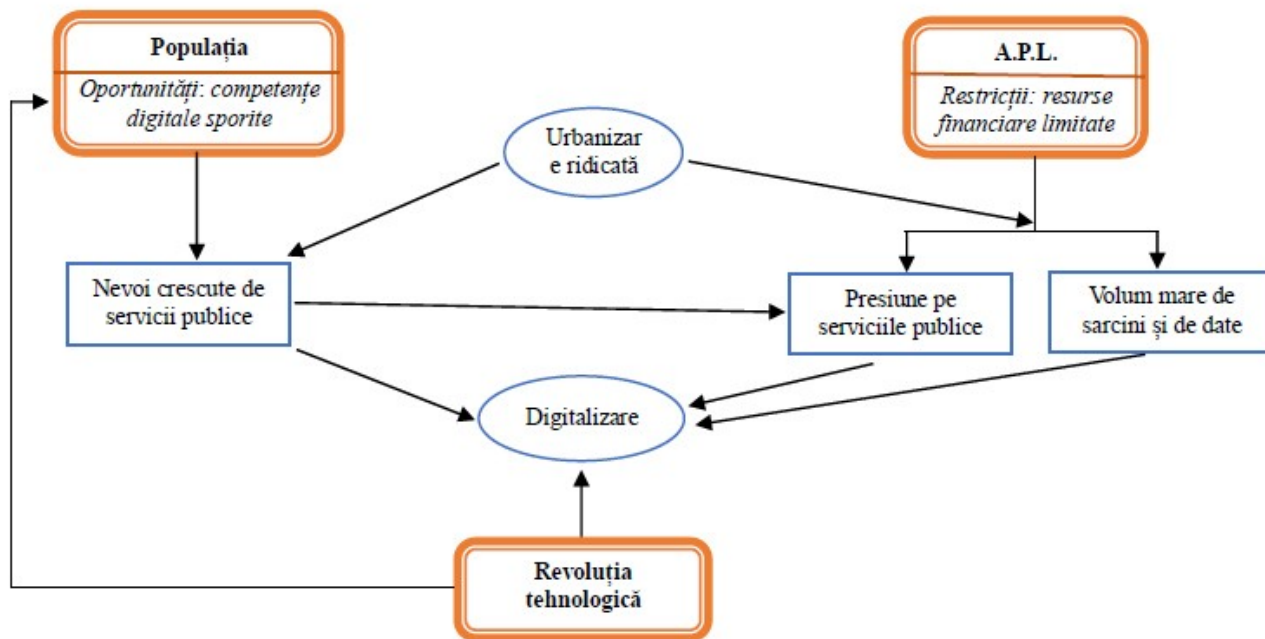 Populația
Oportunități: competențe
digitale sporite
A.P.L.
Restricții: resurse
financiare limitate
Urbanizar
e ridicată
Nevoi crescute de
servicii publice
Presiune pe
serviciile publice
Volum mare de
sarcini și de date
Digitalizare
Revoluția
tehnologică